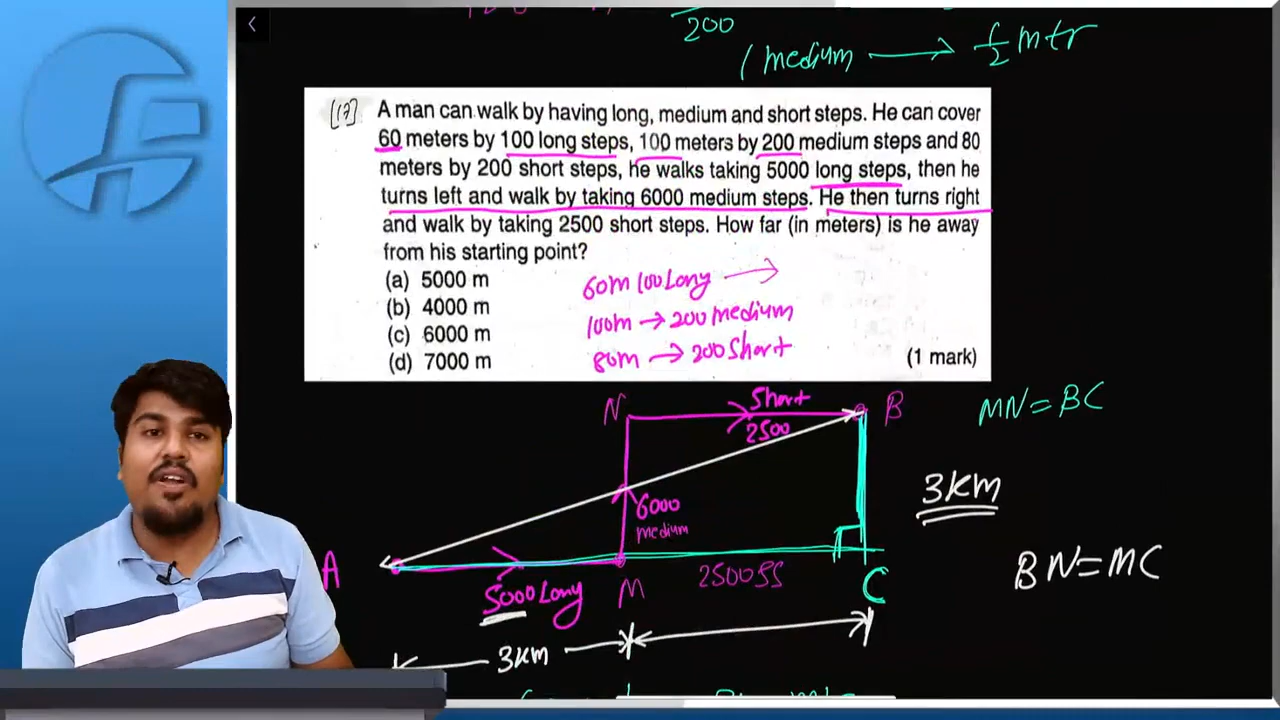 200
1 medium → 1/2 mtr
[17] A man can walk by having long, medium and short steps. He can cover
60 meters by 100 long steps, 100 meters by 200 medium steps and 80
meters by 200 short steps, he walks taking 5000 long steps, then he
turns left and walk by taking 6000 medium steps. He then turns right
and walk by taking 2500 short steps. How far (in meters) is he away
from his starting point?
(a) 5000 m
(b) 4000 m
(c) 6000 m
(d) 7000 m
(1 mark)
60m 100 Long →
100m → 200 medium
80m → 200 Short
N
Short
2500
B
MN=BC
6000
medium
3km
A
5000 Long
M
2500 SS
C
BN=MC
3km